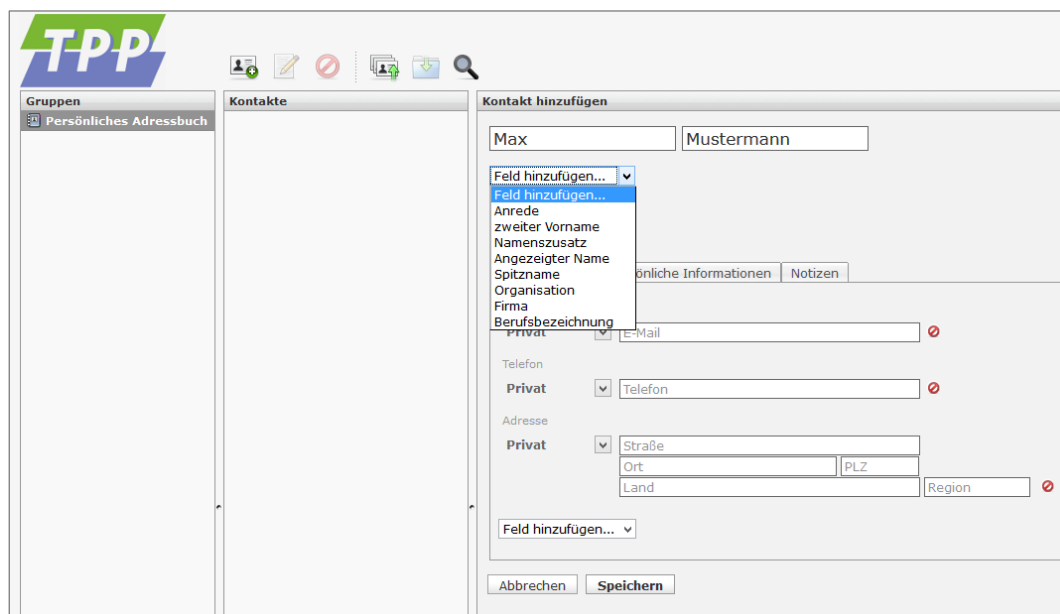 TPP
Gruppen
Persönliches Adressbuch
Kontakte
Kontakt hinzufügen
Max Mustermann
Feld hinzufügen...
Feld hinzufügen...
Anrede
zweiter Vorname
Namenszusatz
Angezeigter Name
Spitzname
Organisation
Firma
Berufsbezeichnung
önliche Informationen Notizen
Privat E-Mail
Telefon
Privat Telefon
Adresse
Privat Straße
Ort PLZ
Land Region
Feld hinzufügen...
Abbrechen Speichern